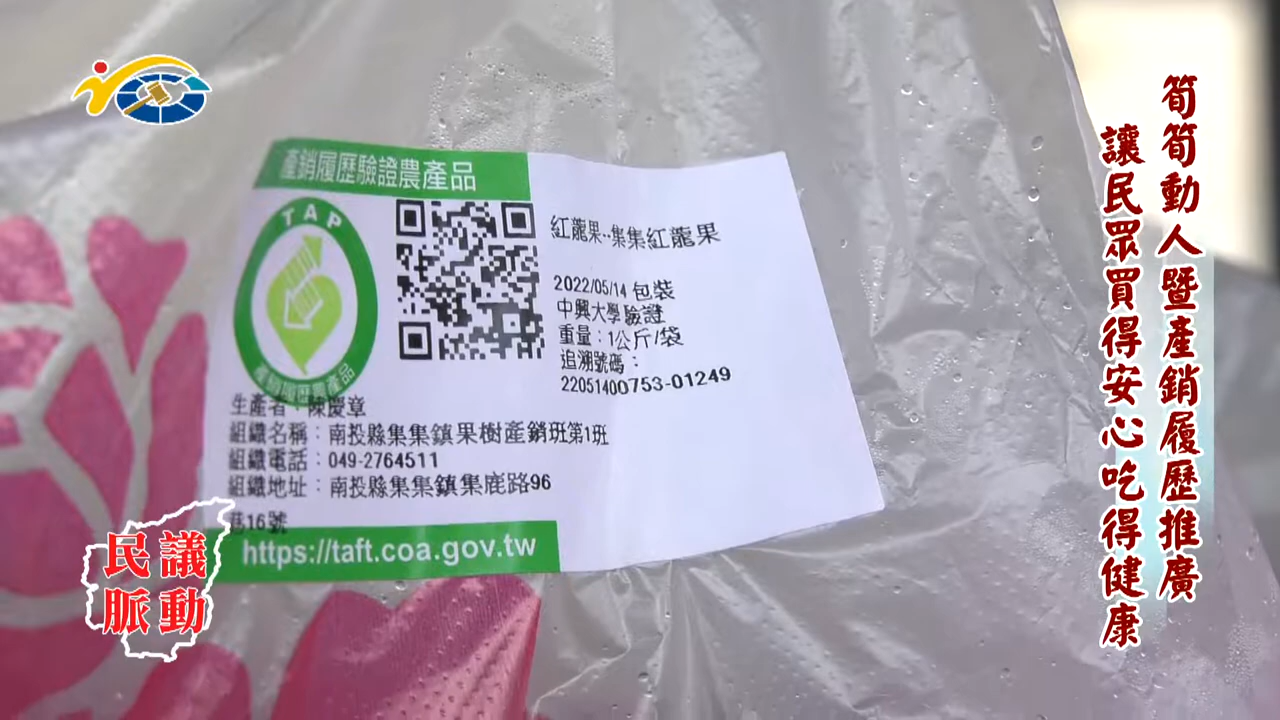 筍筍動人暨產銷履歷推廣
讓民眾買得安心吃得健康
產銷履歷驗證農產品
TAP
產銷履歷農產品
紅龍果--集集紅龍果
2022/05/14 包裝
中興大學驗證
重量：1公斤/袋
追溯號碼：
22051400753-01249
生產者：陳慶章
組織名稱：南投縣集集鎮果樹產銷班第1班
組織電話：049-2764511
組織地址：南投縣集集鎮集鹿路96
巷16號
https://taft.coa.gov.tw
民議
脈動